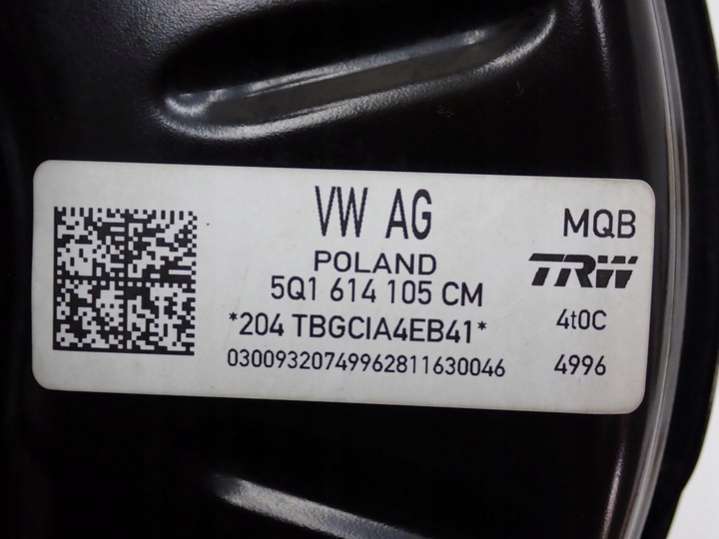 VW AG
MQB
POLAND
TRW
5Q1 614 105 CM
*204 TBGCIA4EB41*
4t0C
03009320749962811630046
4996